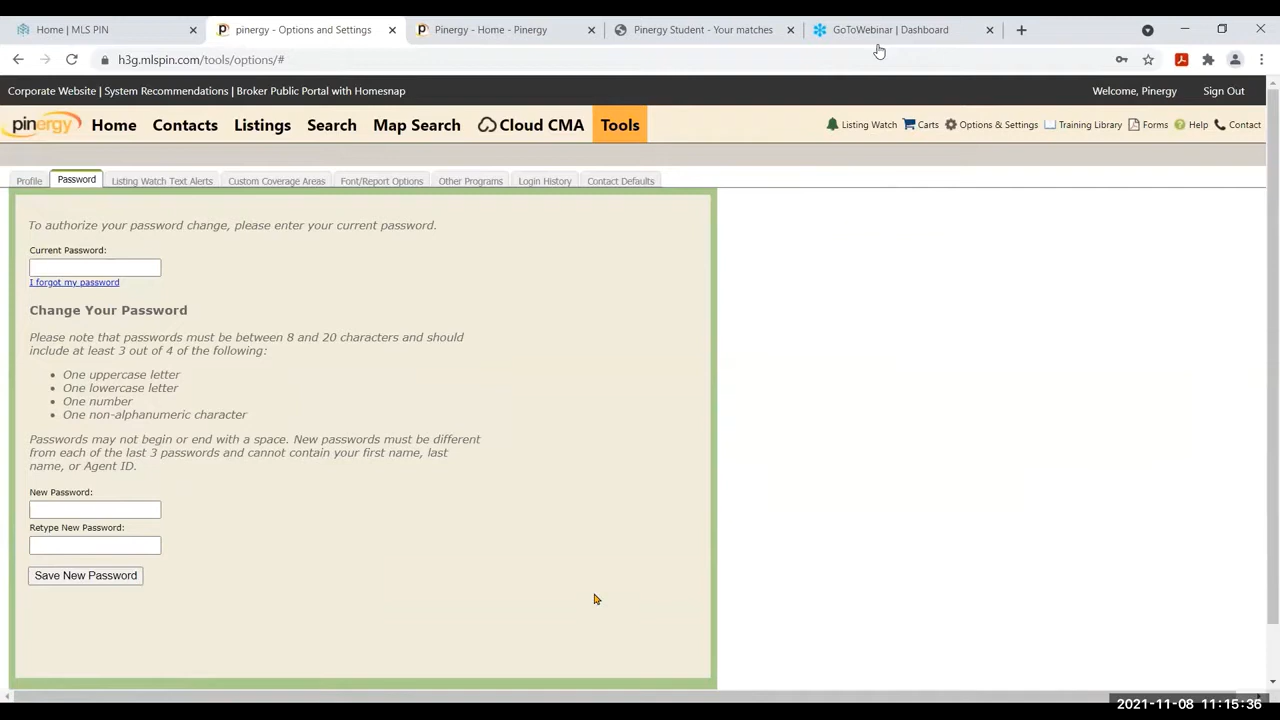 Home | MLS PIN
pinergy - Options and Settings
Pinergy - Home - Pinergy
Pinergy Student - Your matches
GoToWebinar | Dashboard
h3g.mlspin.com/tools/options/#
Corporate Website | System Recommendations | Broker Public Portal with Homesnap
Welcome, Pinergy
Sign Out
pinergy
Home
Contacts
Listings
Search
Map Search
Cloud CMA
Tools
Listing Watch
Carts
Options & Settings
Training Library
Forms
Help
Contact
Profile
Password
Listing Watch Text Alerts
Custom Coverage Areas
Font/Report Options
Other Programs
Login History
Contact Defaults
To authorize your password change, please enter your current password.
Current Password:
I forgot my password
Change Your Password
Please note that passwords must be between 8 and 20 characters and should
include at least 3 out of 4 of the following:
• One uppercase letter
• One lowercase letter
• One number
• One non-alphanumeric character
Passwords may not begin or end with a space. New passwords must be different
from each of the last 3 passwords and cannot contain your first name, last
name, or Agent ID.
New Password:
Retype New Password:
Save New Password
2021-11-08 11:15:36